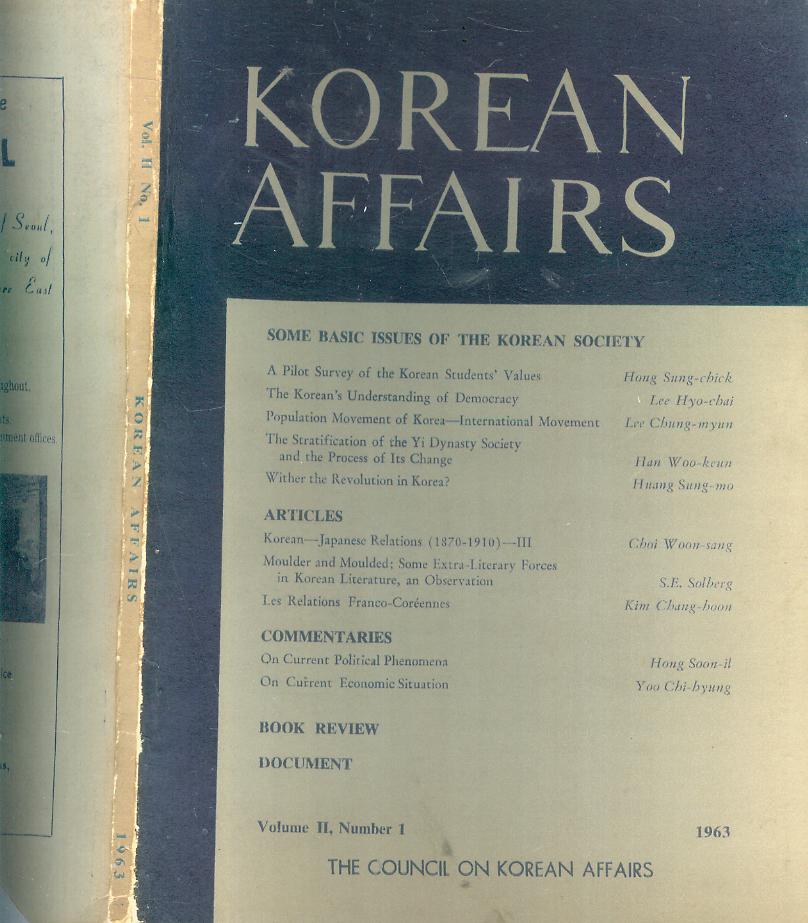 KOREAN
AFFAIRS
SOME BASIC ISSUES OF THE KOREAN SOCIETY
A Pilot Survey of the Korean Students' Values Hong Sung-chick
The Korean's Understanding of Democracy Lee Hyo-chai
Population Movement of Korea—International Movement Lee Chung-myun
The Stratification of the Yi Dynasty Society
and the Process of Its Change Han Woo-keun
Wither the Revolution in Korea? Huang Sung-mo
ARTICLES
Korean—Japanese Relations (1870-1910)—III Choi Woon-sang
Moulder and Moulded; Some Extra-Literary Forces
in Korean Literature, an Observation S.E. Solberg
Les Relations Franco-Coréennes Kim Chang-hoon
COMMENTARIES
On Current Political Phenomena Hong Soon-il
On Current Economic Situation Yoo Chi-hyung
BOOK REVIEW
DOCUMENT
Volume II, Number 1 1963
THE COUNCIL ON KOREAN AFFAIRS
Vol. II No. 1
KOREAN AFFAIRS
1963
L
Seoul,
city of
East
offices